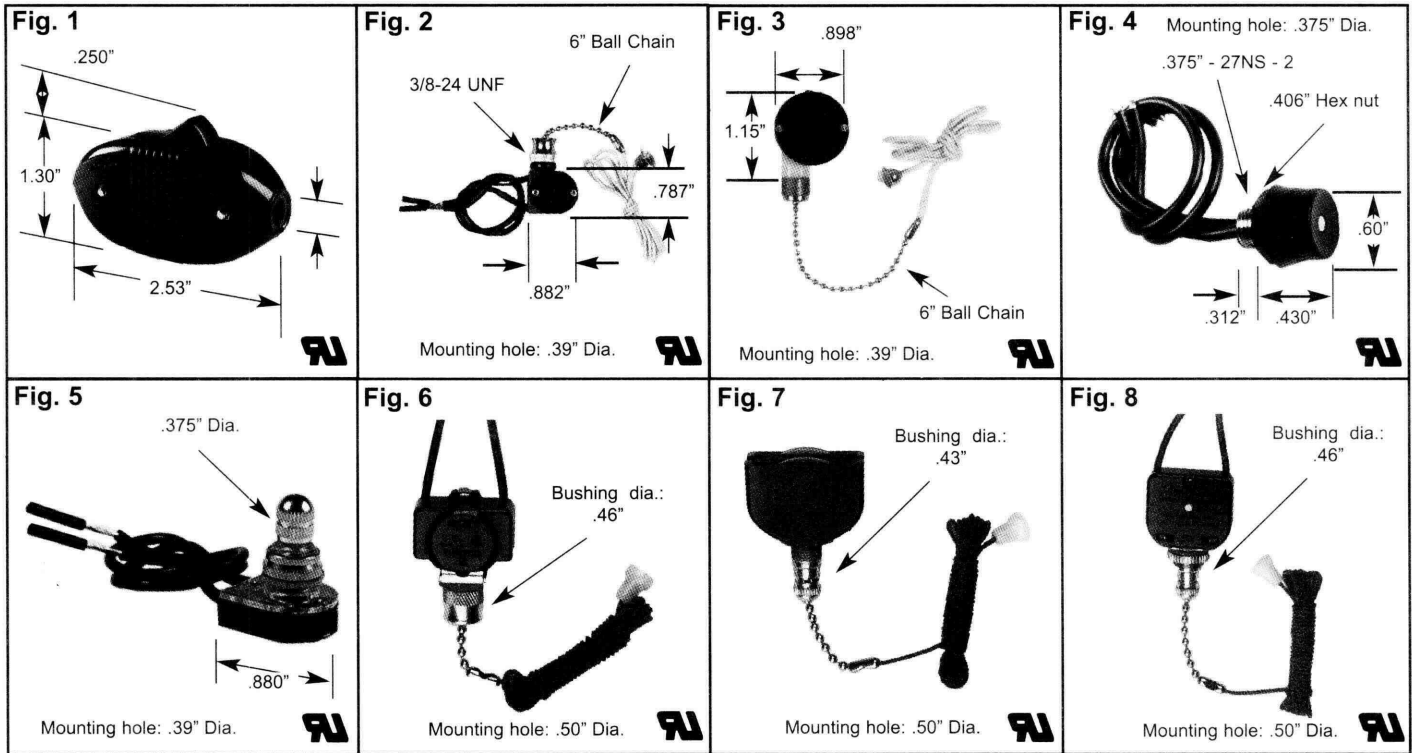 Fig. 1
.250”
1.30”
2.53”
Fig. 2
6” Ball Chain
3/8-24 UNF
.787”
.882”
Mounting hole: .39” Dia.
Fig. 3
.898”
1.15”
6” Ball Chain
Mounting hole: .39” Dia.
Fig. 4
Mounting hole: .375” Dia.
.375” - 27NS - 2
.406” Hex nut
.60”
.312”
.430”
Fig. 5
.375” Dia.
.880”
Mounting hole: .39” Dia.
Fig. 6
Bushing dia.:
.46”
Mounting hole: .50” Dia.
Fig. 7
Bushing dia.:
.43”
Mounting hole: .50” Dia.
Fig. 8
Bushing dia.:
.46”
Mounting hole: .50” Dia.